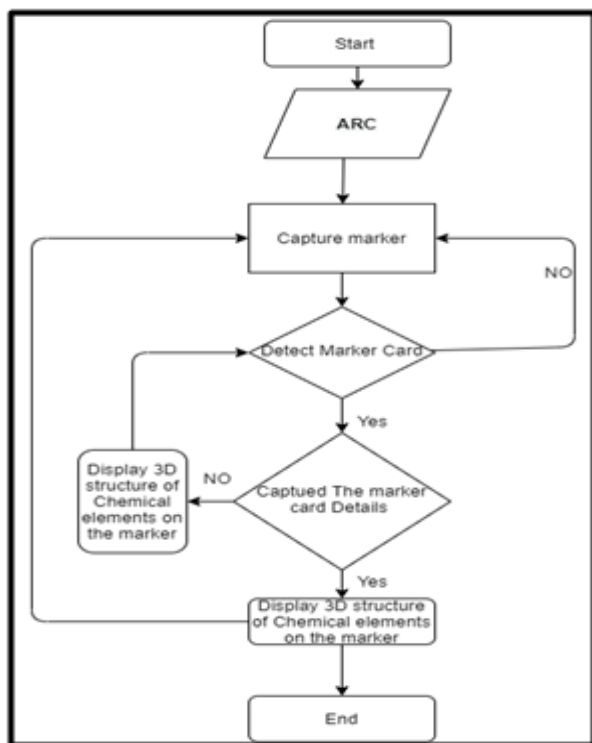 Start
ARC
Capture marker
NO
Detect Marker Card
Yes
Display 3D
structure of
Chemical
elements on
the marker
NO
Captued The marker
card Details
Yes
Display 3D structure
of Chemical elements
on the marker
End